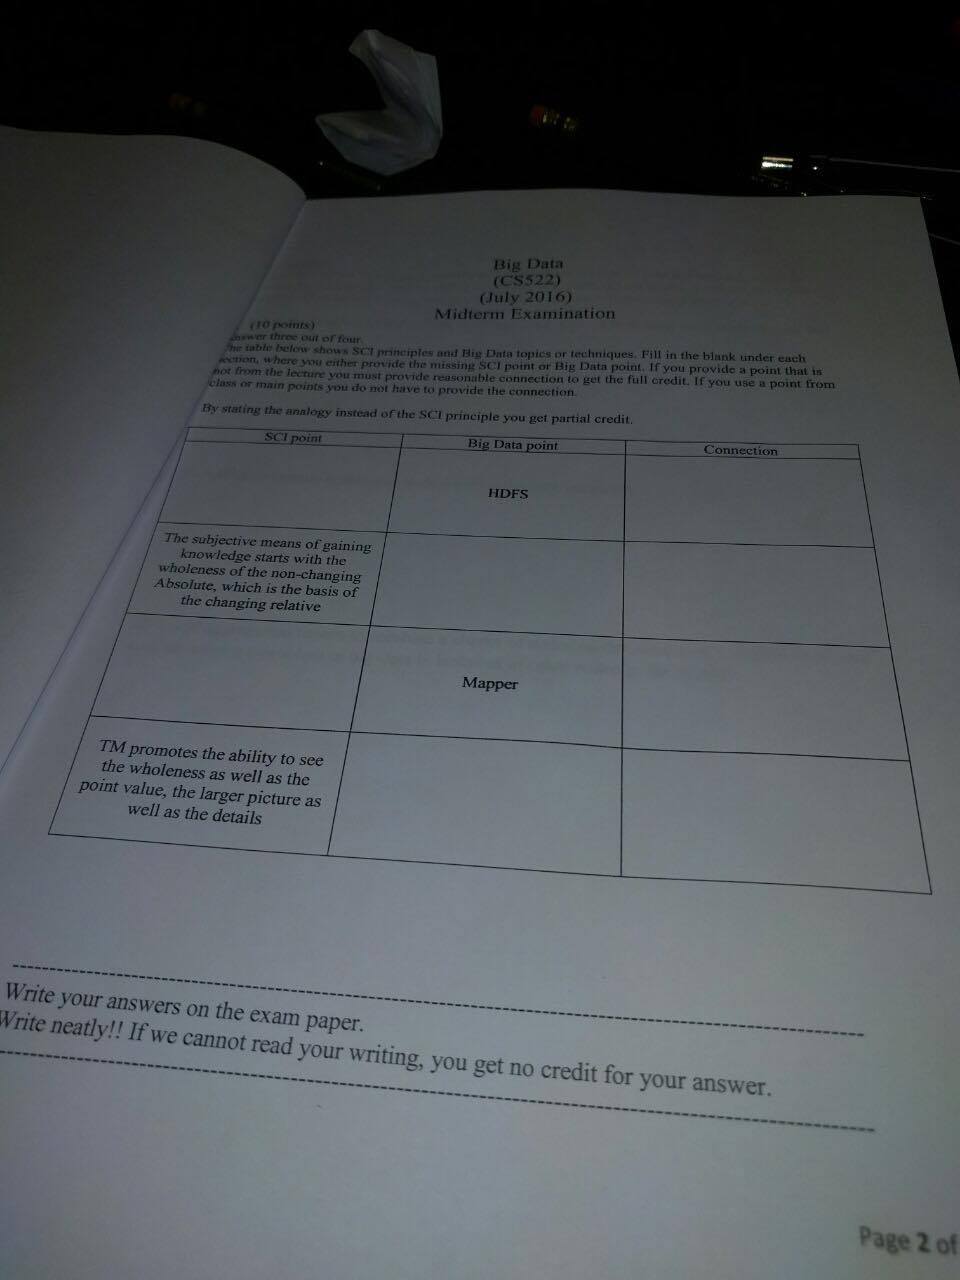 Big Data
(CS522)
(July 2016)
Midterm Examination
(10 points)
three out of four.
table below shows SCI principles and Big Data topics or techniques. Fill in the blank under each
where you either provide the missing SCI point or Big Data point. If you provide a point that is
not from the lecture you must provide reasonable connection to get the full credit. If you use a point from
class or main points you do not have to provide the connection.
By stating the analogy instead of the SCI principle you get partial credit.
SCI point
Big Data point
Connection
HDFS
The subjective means of gaining
knowledge starts with the
wholeness of the non-changing
Absolute, which is the basis of
the changing relative
Mapper
TM promotes the ability to see
the wholeness as well as the
point value, the larger picture as
well as the details
Write your answers on the exam paper.
Write neatly!! If we cannot read your writing, you get no credit for your answer.
Page 2 of